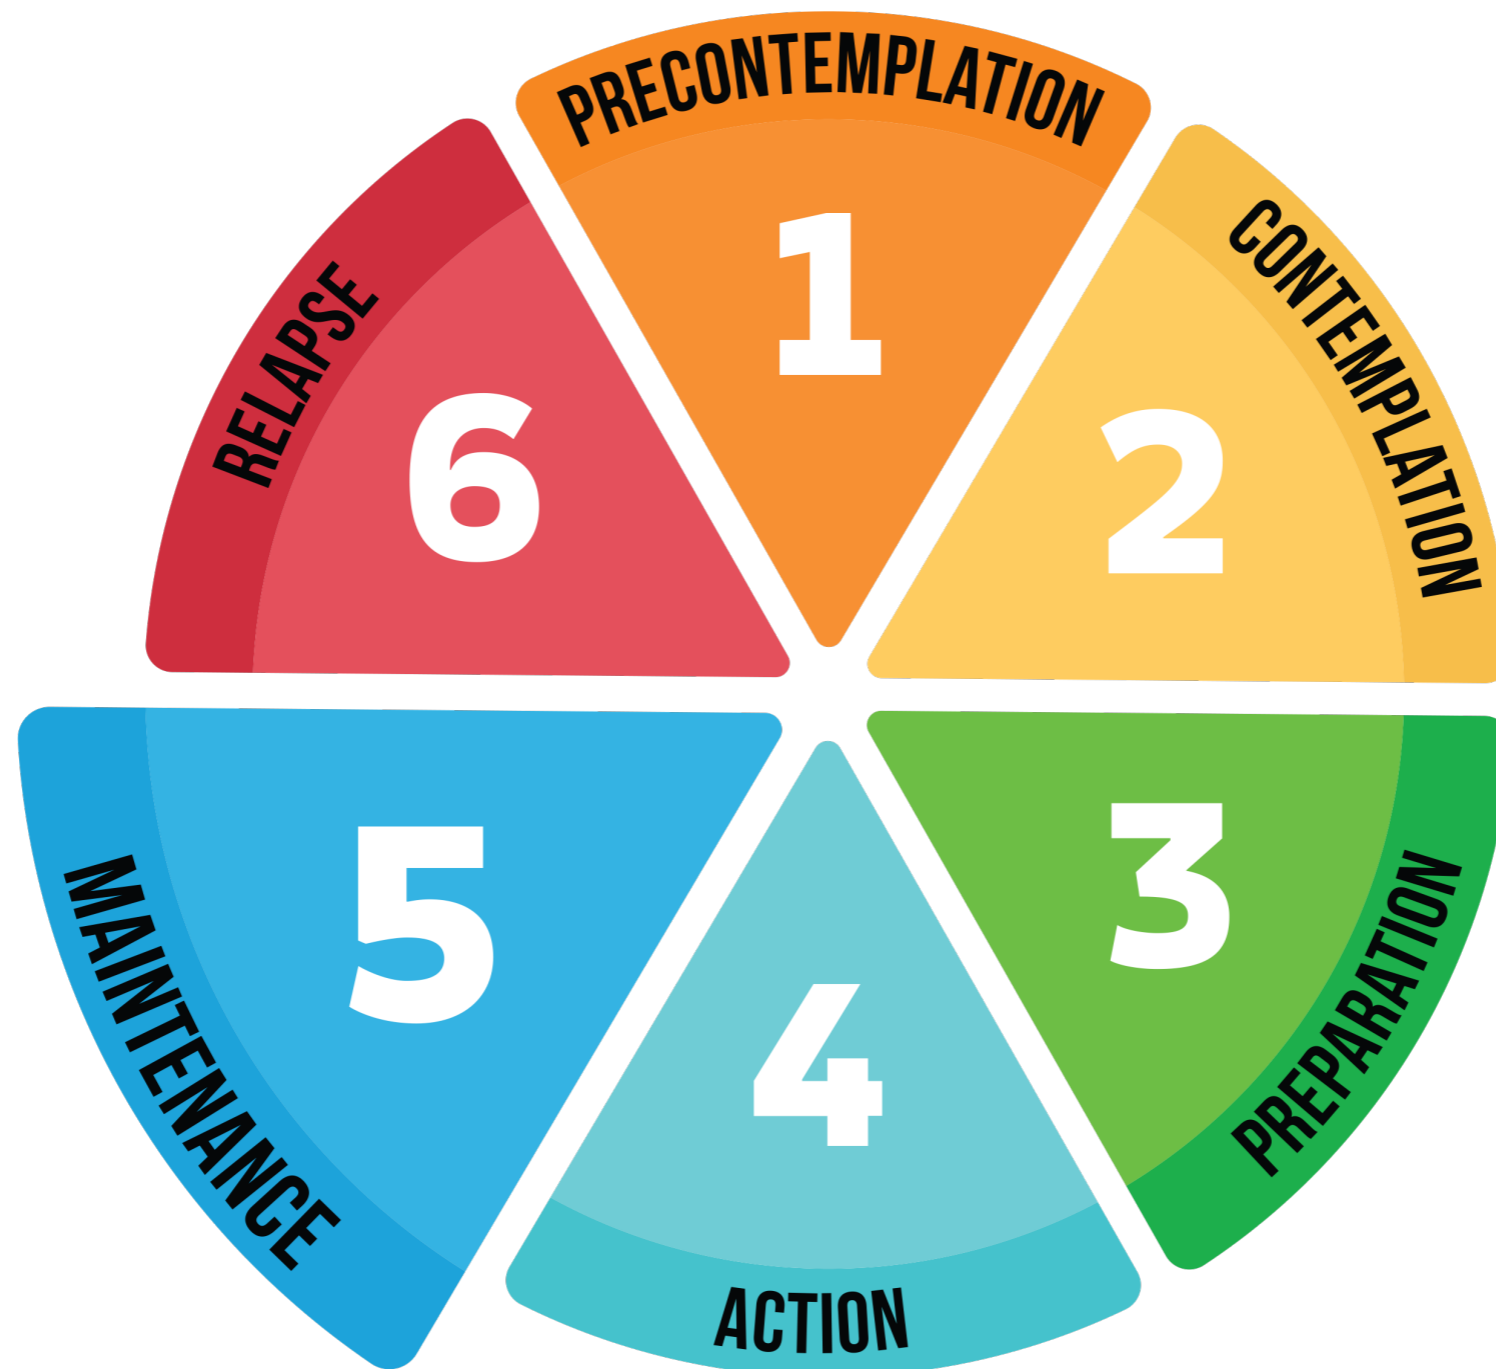 PRECONTEMPLATION
1
CONTEMPLATION
2
PREPARATION
3
ACTION
4
MAINTENANCE
5
RELAPSE
6